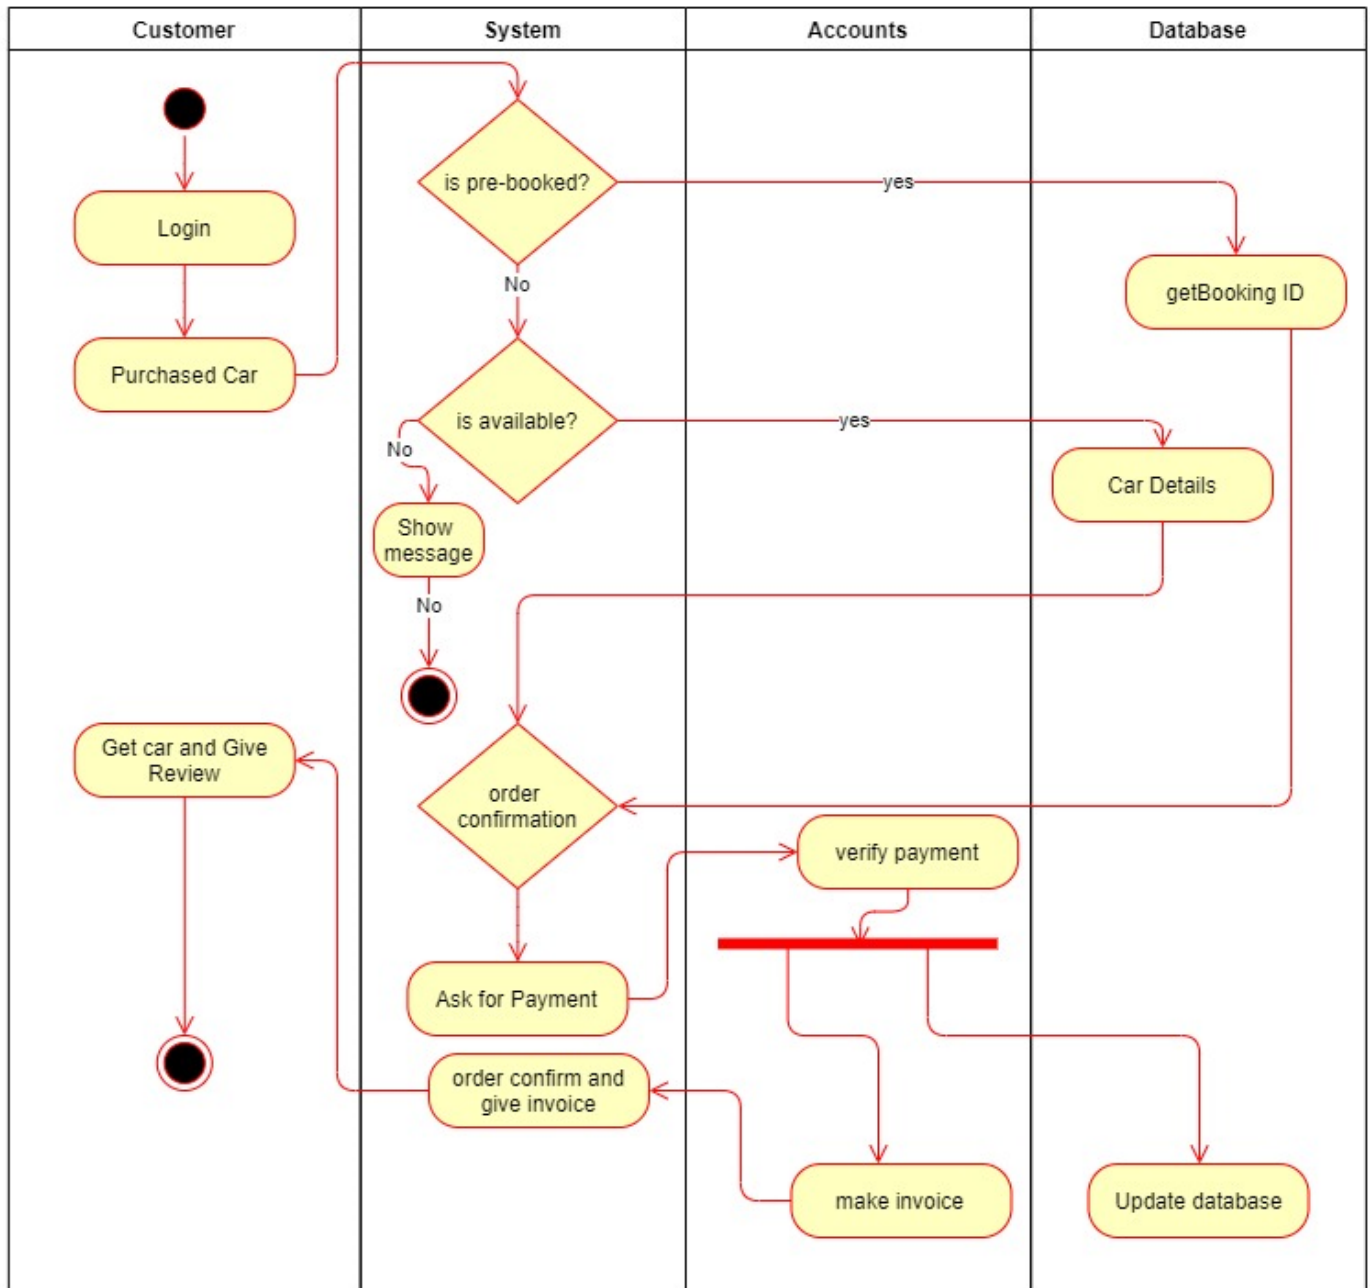 Customer
System
Accounts
Database
is pre-booked?
yes
Login
No
getBooking ID
Purchased Car
is available?
yes
No
Car Details
Show
message
No
Get car and Give
Review
order
confirmation
verify payment
Ask for Payment
order confirm and
give invoice
make invoice
Update database